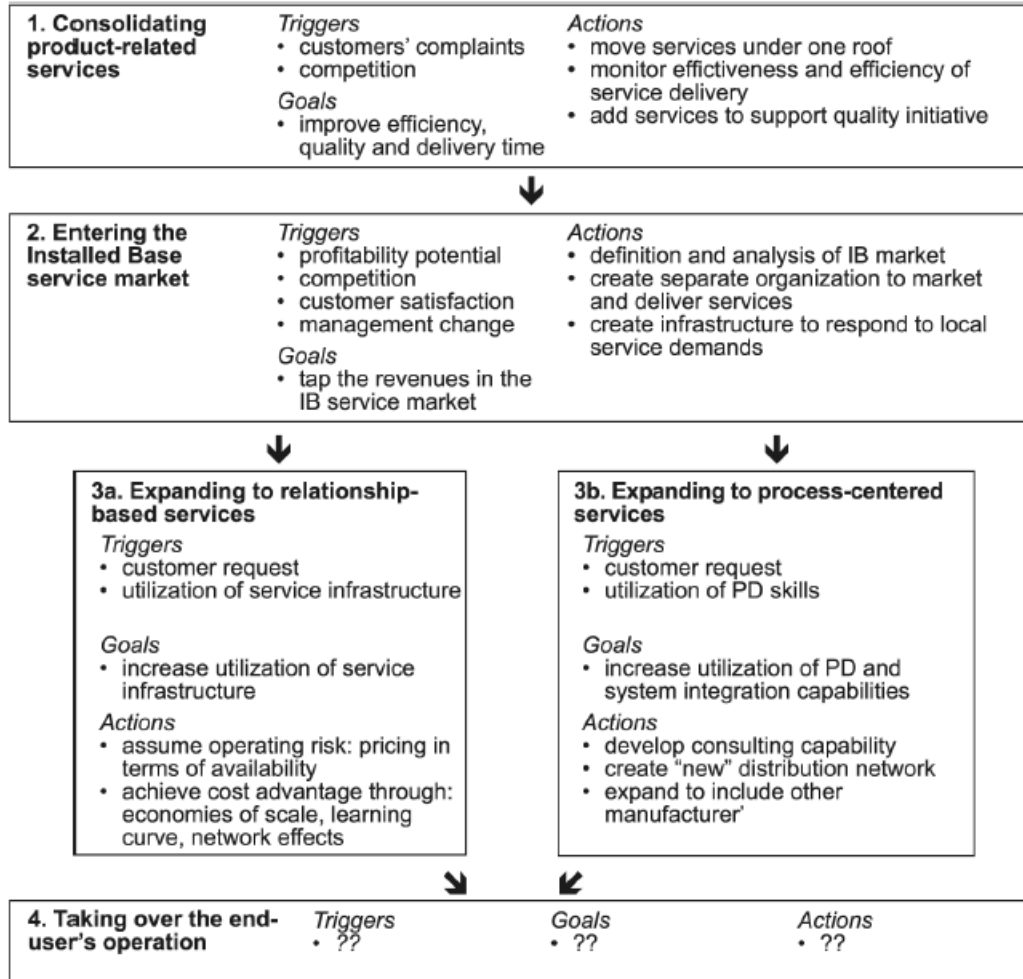 1. Consolidating
product-related
services
Triggers
• customers' complaints
• competition
Goals
• improve efficiency,
quality and delivery time
Actions
• move services under one roof
• monitor effictiveness and efficiency of
service delivery
• add services to support quality initiative
2. Entering the
Installed Base
service market
Triggers
• profitability potential
• competition
• customer satisfaction
• management change
Goals
• tap the revenues in the
IB service market
Actions
• definition and analysis of IB market
• create separate organization to market
and deliver services
• create infrastructure to respond to local
service demands
3a. Expanding to relationship-
based services
Triggers
• customer request
• utilization of service infrastructure
Goals
• increase utilization of service
infrastructure
Actions
• assume operating risk: pricing in
terms of availability
• achieve cost advantage through:
economies of scale, learning
curve, network effects
3b. Expanding to process-centered
services
Triggers
• customer request
• utilization of PD skills
Goals
• increase utilization of PD and
system integration capabilities
Actions
• develop consulting capability
• create "new" distribution network
• expand to include other
manufacturer'
4. Taking over the end-
user's operation
Triggers
• ??
Goals
• ??
Actions
• ??